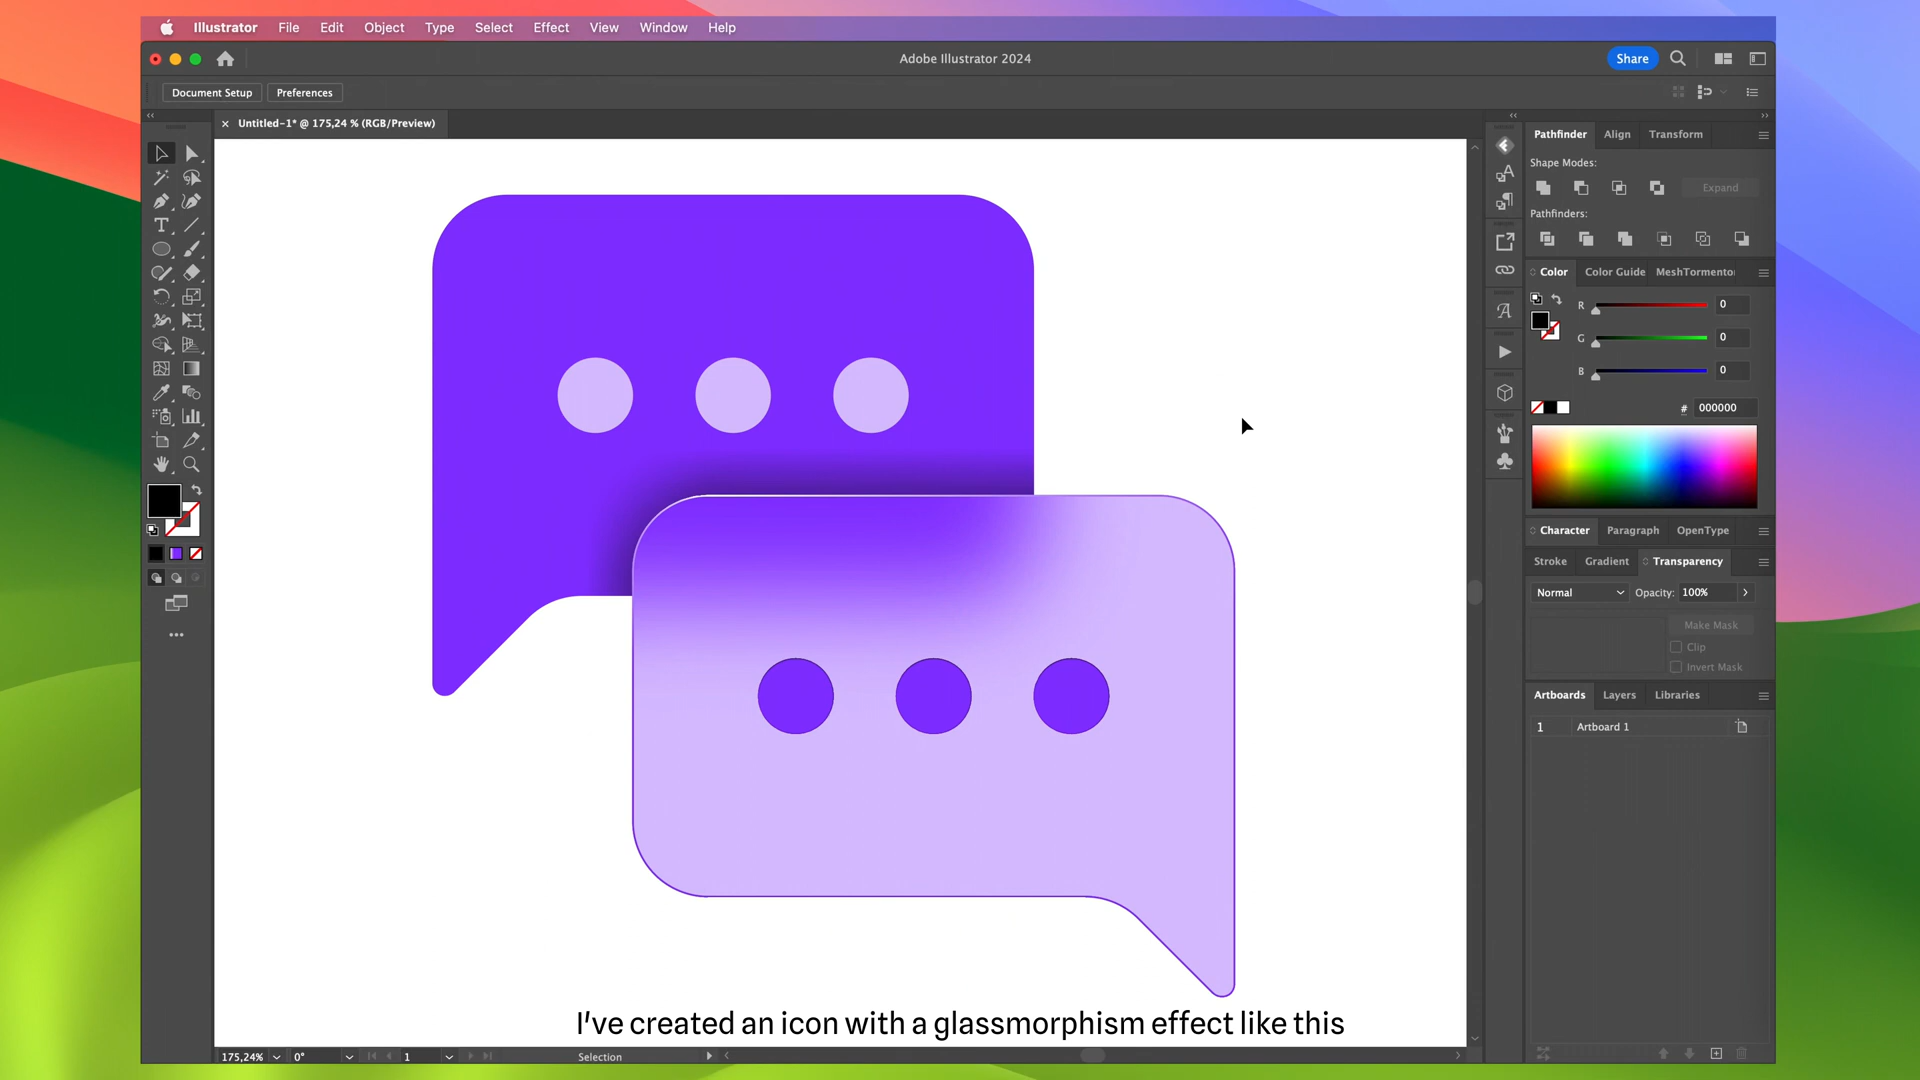 Illustrator File Edit Object Type Select Effect View Window Help
Adobe Illustrator 2024
Share
Document Setup Preferences
Untitled-1* @ 175,24 % (RGB/Preview)
Pathfinder Align Transform
Shape Modes:
Expand
Pathfinders:
Color Color Guide MeshTormento
R 0
G 0
B 0
# 000000
Character Paragraph OpenType
Stroke Gradient Transparency
Normal Opacity: 100%
Make Mask
Clip
Invert Mask
Artboards Layers Libraries
1 Artboard 1
I've created an icon with a glassmorphism effect like this
175,24% 0° 1 Selection